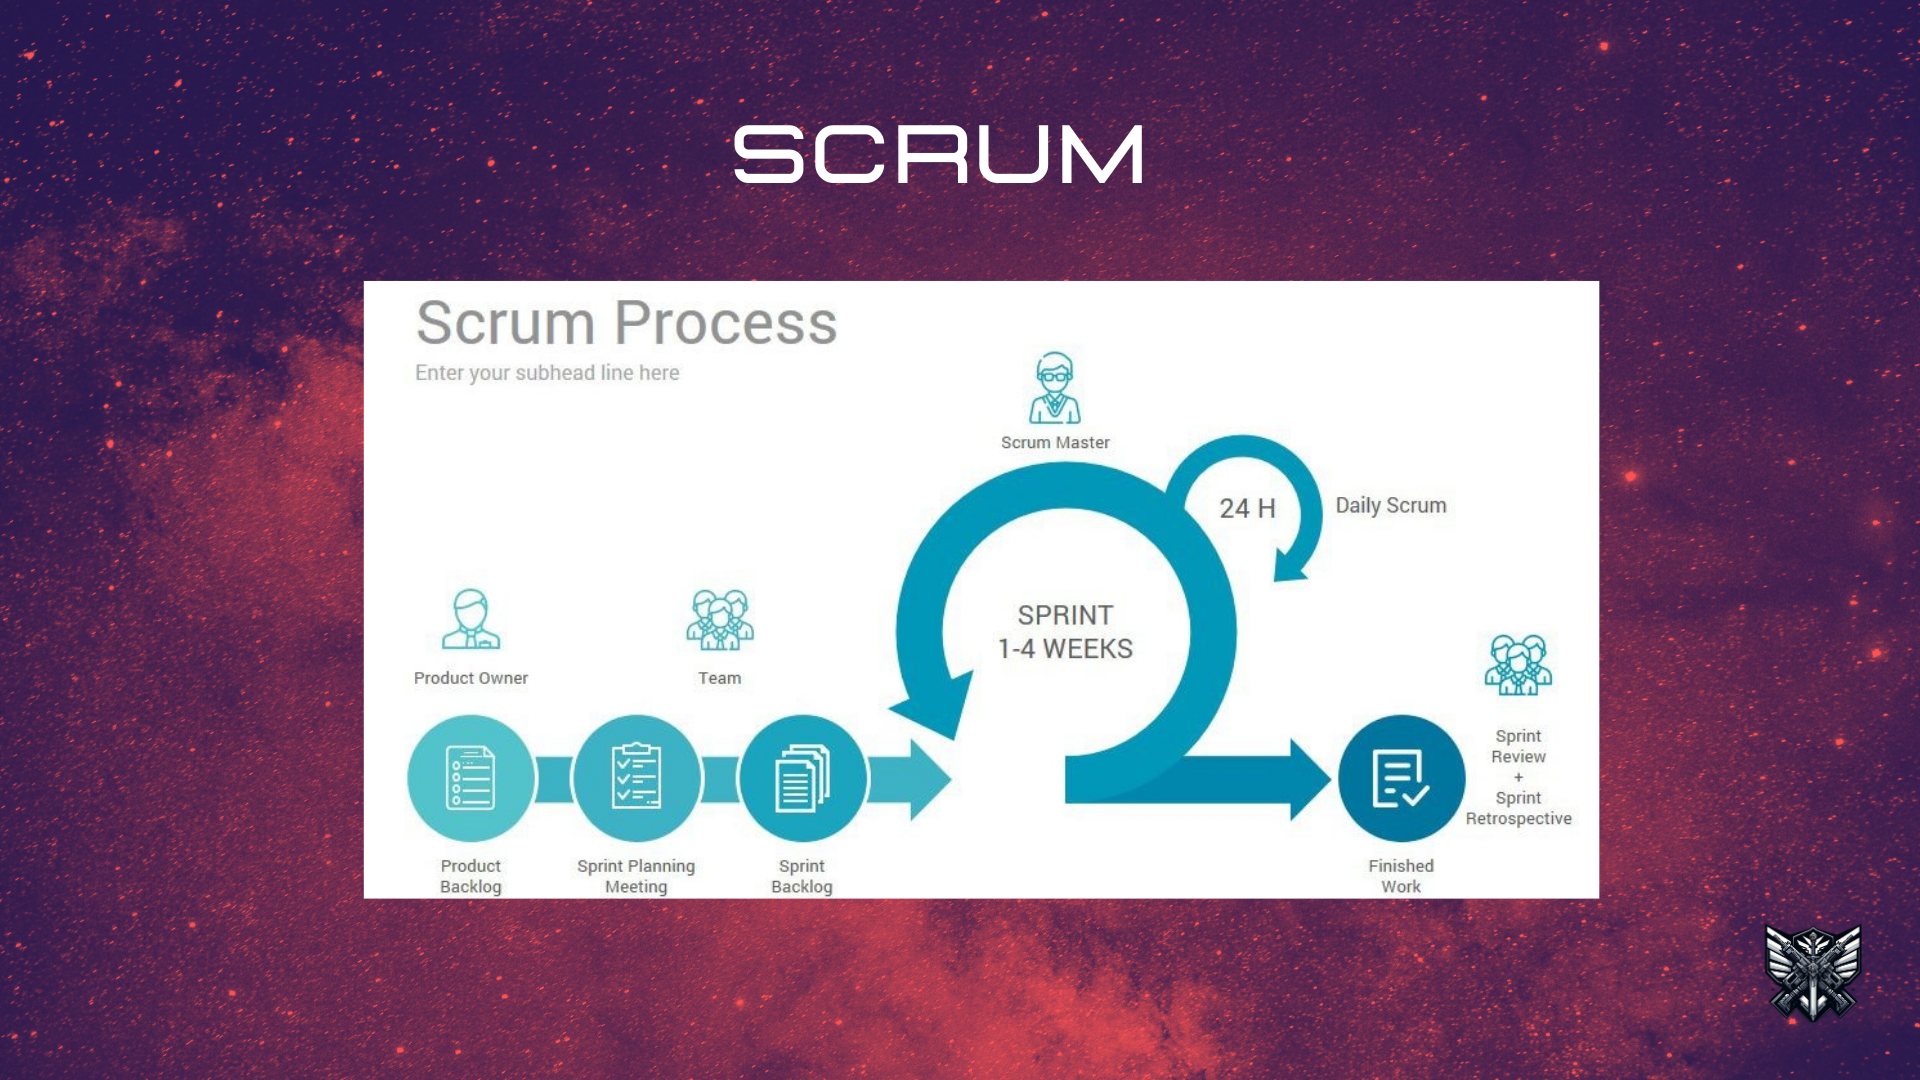 SCRUM
Scrum Process
Enter your subhead line here
Scrum Master
24 H
Daily Scrum
SPRINT
1-4 WEEKS
Product Owner
Team
Sprint
Review
+
Sprint
Retrospective
Product
Backlog
Sprint Planning
Meeting
Sprint
Backlog
Finished
Work